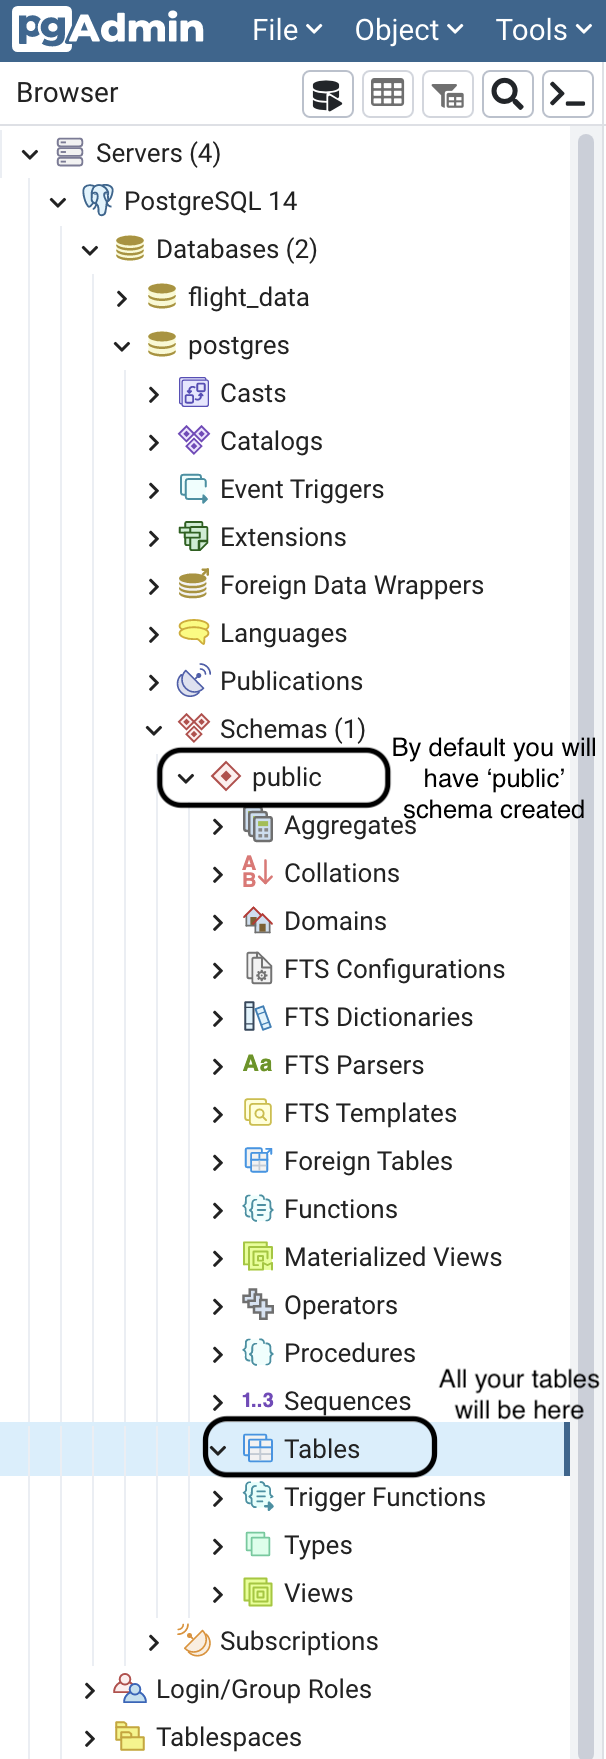 pgAdmin File Object Tools
Browser
Servers (4)
PostgreSQL 14
Databases (2)
flight_data
postgres
Casts
Catalogs
Event Triggers
Extensions
Foreign Data Wrappers
Languages
Publications
Schemas (1)
public
By default you will
have ‘public’
schema created
Aggregates
Collations
Domains
FTS Configurations
FTS Dictionaries
Aa FTS Parsers
FTS Templates
Foreign Tables
Functions
Materialized Views
Operators
Procedures
1..3 Sequences
All your tables
will be here
Tables
Trigger Functions
Types
Views
Subscriptions
Login/Group Roles
Tablespaces